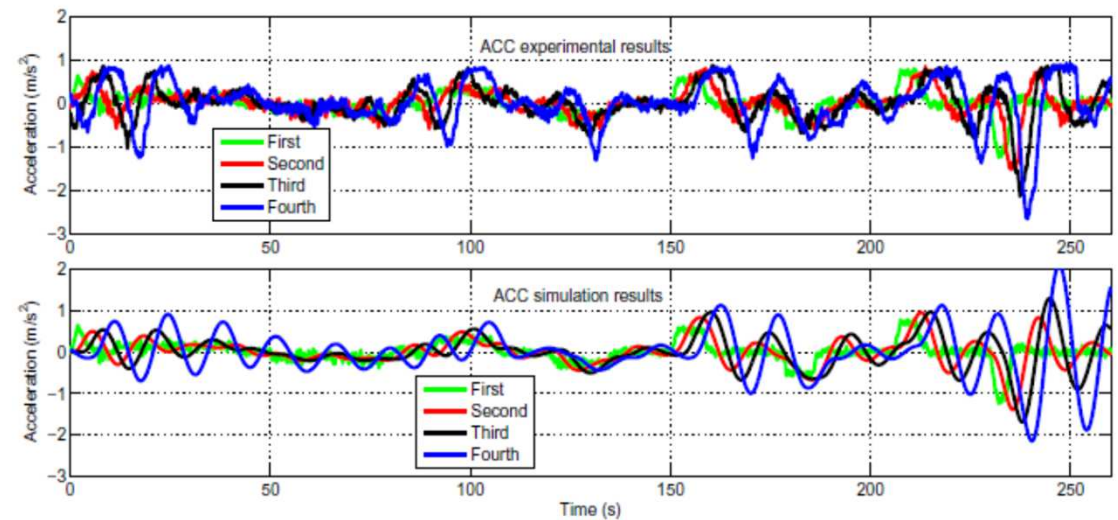 2
1
0
−1
−2
−3
Acceleration (m/s²)
ACC experimental results
First
Second
Third
Fourth
0 50 100 150 200 250
2
1
0
−1
−2
−3
Acceleration (m/s²)
ACC simulation results
First
Second
Third
Fourth
0 50 100 150 200 250
Time (s)